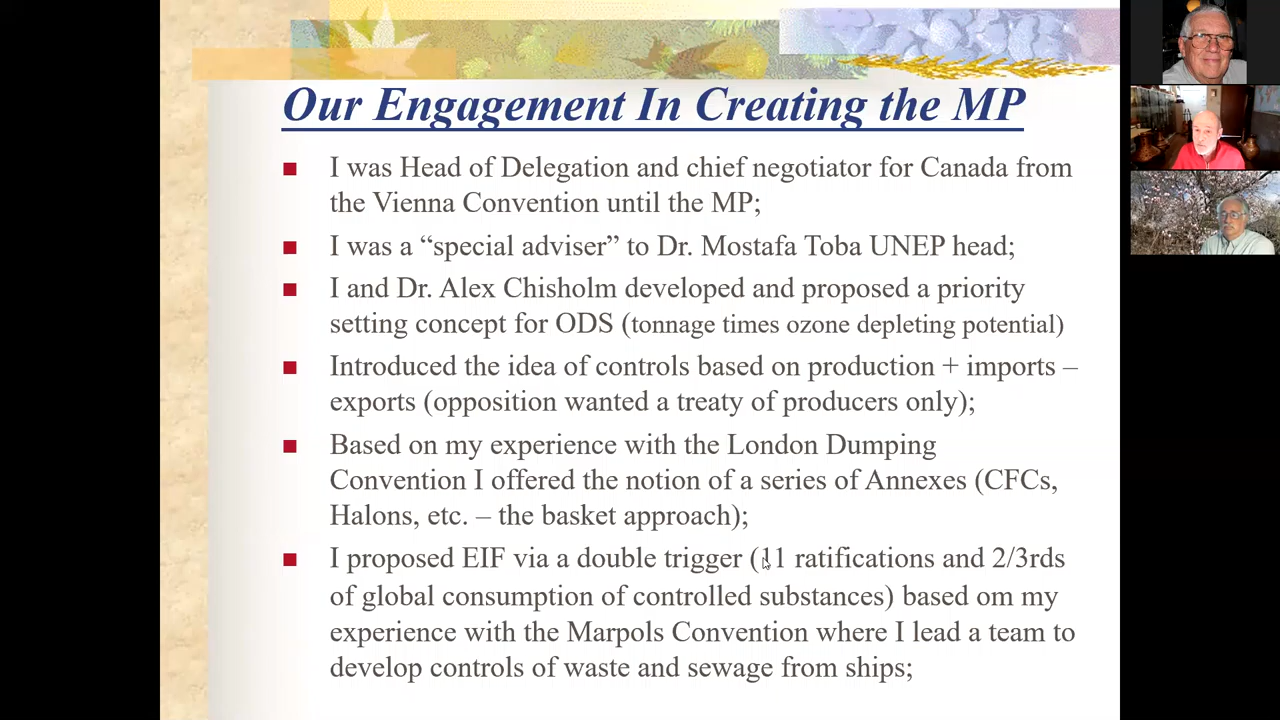 Our Engagement In Creating the MP
I was Head of Delegation and chief negotiator for Canada from
the Vienna Convention until the MP;
I was a “special adviser” to Dr. Mostafa Toba UNEP head;
I and Dr. Alex Chisholm developed and proposed a priority
setting concept for ODS (tonnage times ozone depleting potential)
Introduced the idea of controls based on production + imports –
exports (opposition wanted a treaty of producers only);
Based on my experience with the London Dumping
Convention I offered the notion of a series of Annexes (CFCs,
Halons, etc. – the basket approach);
I proposed EIF via a double trigger (11 ratifications and 2/3rds
of global consumption of controlled substances) based om my
experience with the Marpols Convention where I lead a team to
develop controls of waste and sewage from ships;